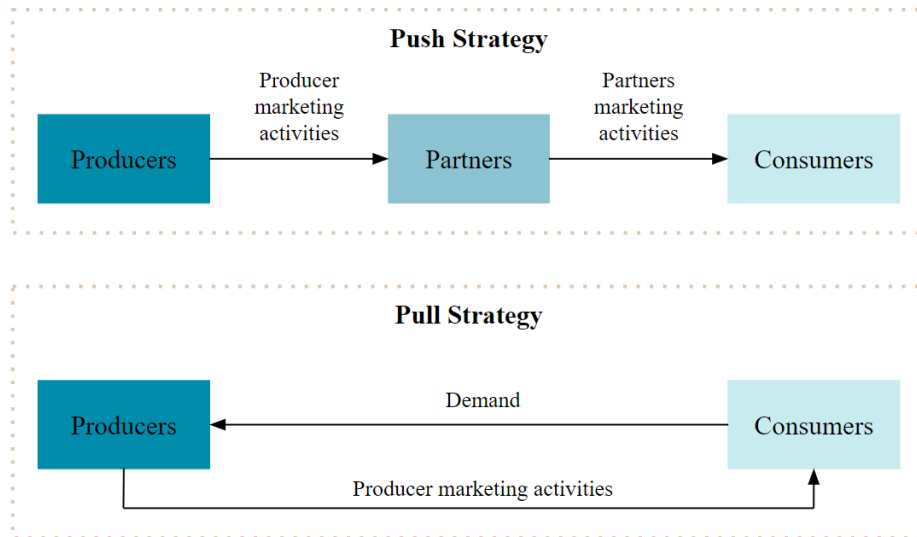 Push Strategy
Producer
marketing
activities
Partners
marketing
activities
Producers
Partners
Consumers
Pull Strategy
Producers
Demand
Consumers
Producer marketing activities